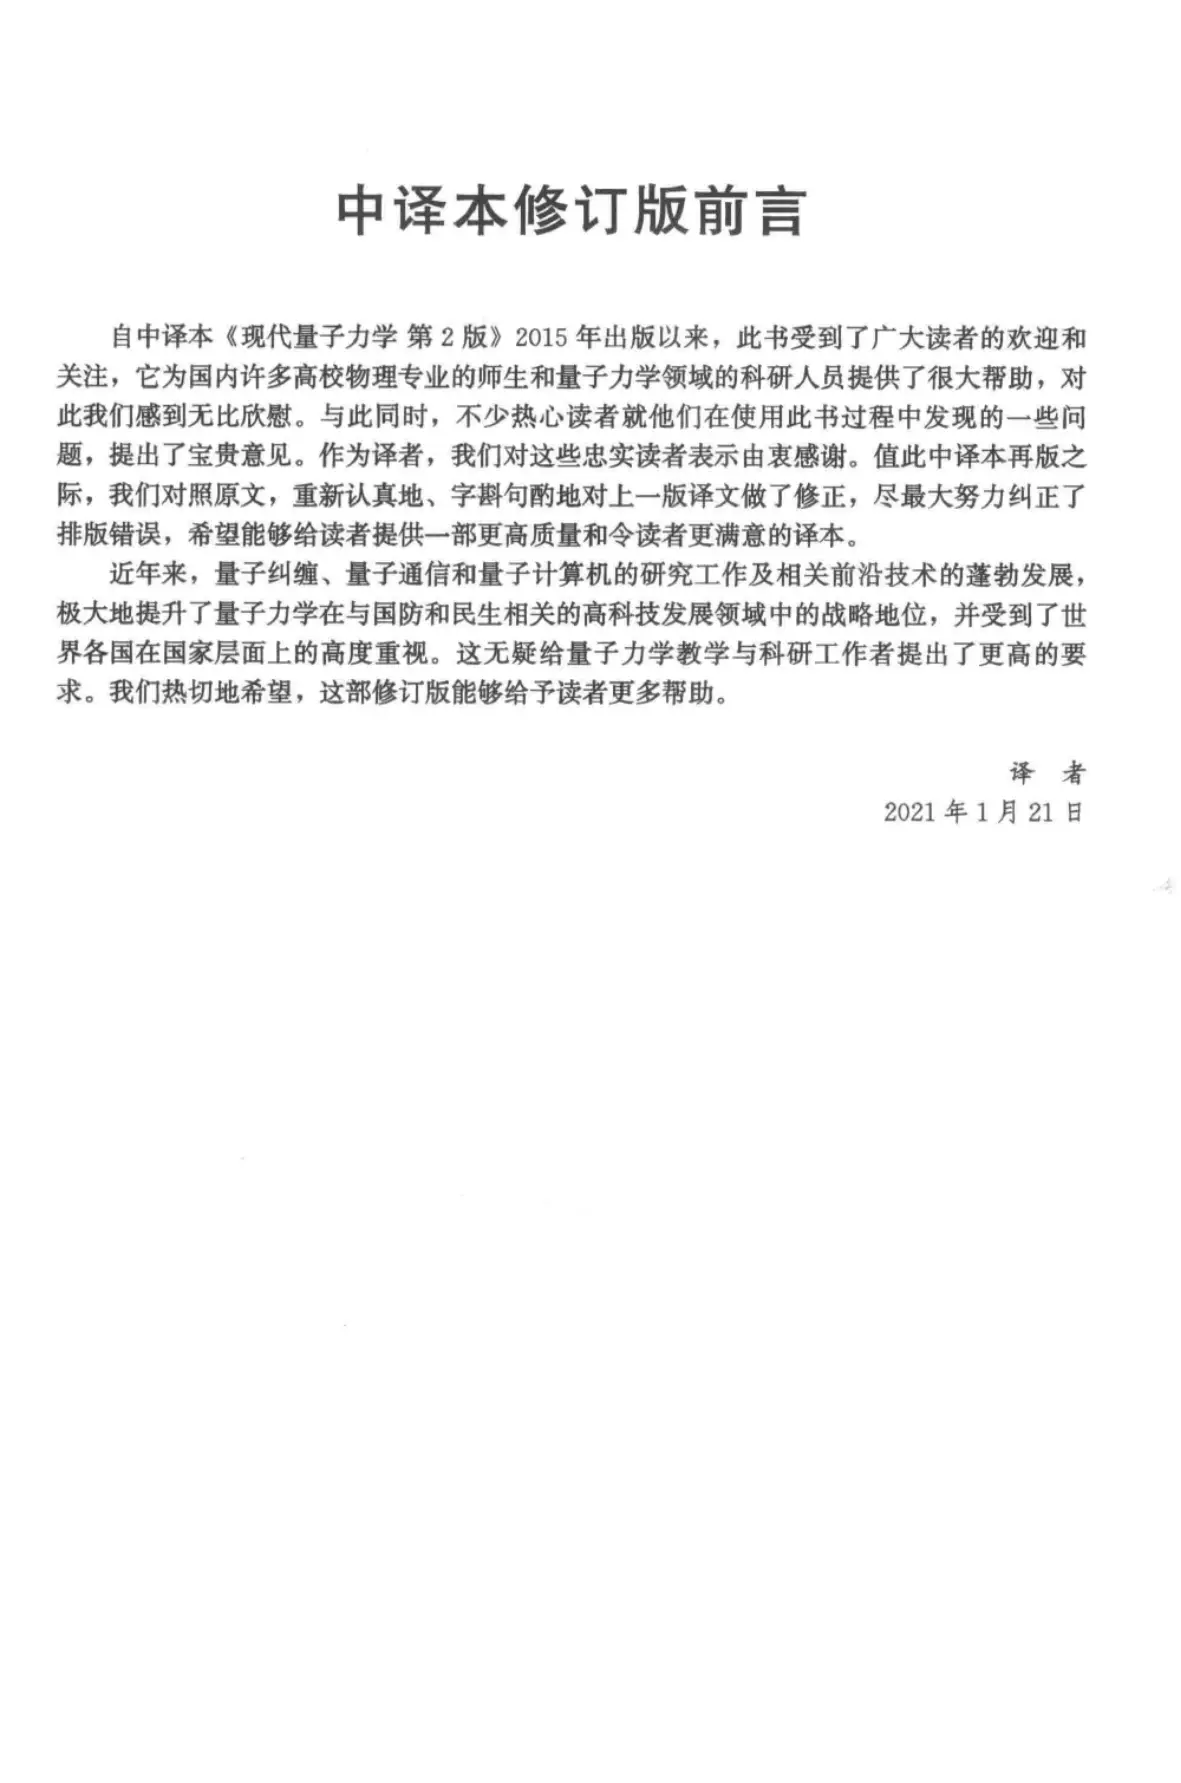 中译本修订版前言
自中译本《现代量子力学 第 2 版》2015 年出版以来，此书受到了广大读者的欢迎和
关注，它为国内许多高校物理专业的师生和量子力学领域的科研人员提供了很大帮助，对
此我们感到无比欣慰。与此同时，不少热心读者就他们在使用此书过程中发现的一些问
题，提出了宝贵意见。作为译者，我们对这些忠实读者表示由衷感谢。值此中译本再版之
际，我们对照原文，重新认真地、字斟句酌地对上一版译文做了修正，尽最大努力纠正了
排版错误，希望能够给读者提供一部更高质量和令读者更满意的译本。
近年来，量子纠缠、量子通信和量子计算机的研究工作及相关前沿技术的蓬勃发展，
极大地提升了量子力学在与国防和民生相关的高科技发展领域中的战略地位，并受到了世
界各国在国家层面上的高度重视。这无疑给量子力学教学与科研工作者提出了更高的要
求。我们热切地希望，这部修订版能够给予读者更多帮助。
译 者
2021 年 1 月 21 日